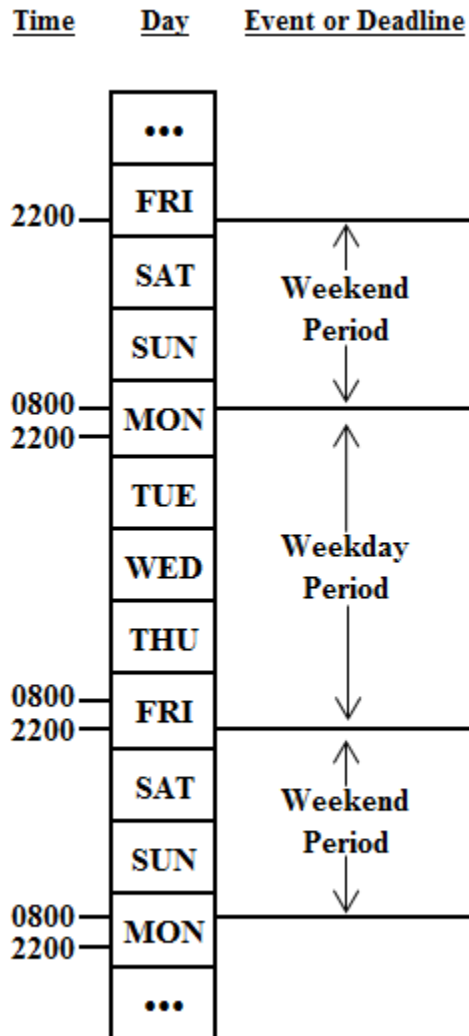 Time Day Event or Deadline
•••
2200 FRI
SAT Weekend
Period
SUN
0800 MON
2200
TUE
Weekday
WED Period
THU
0800 FRI
2200
SAT Weekend
Period
SUN
0800 MON
2200
•••